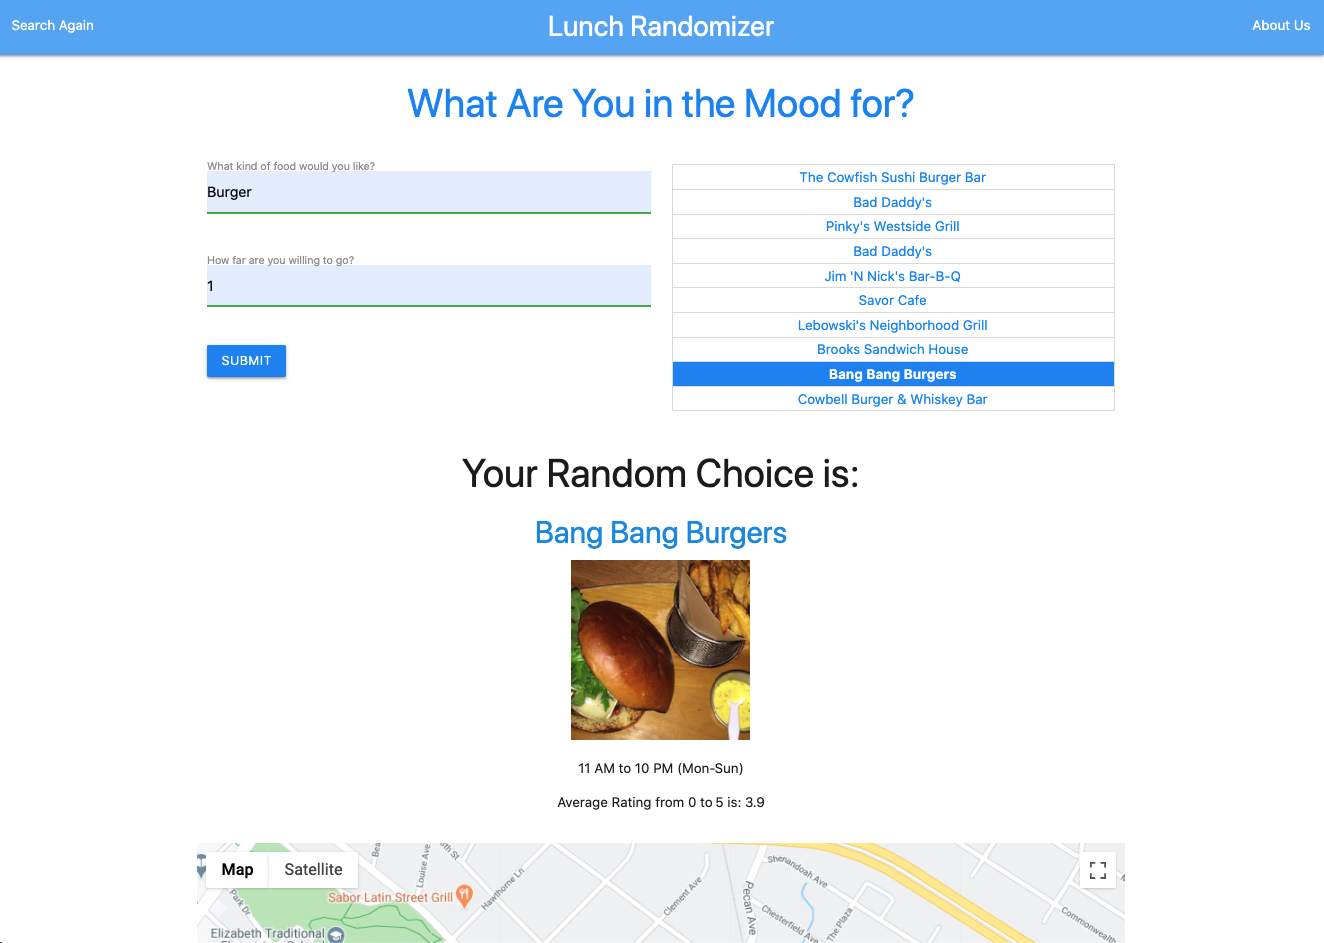 Search Again
Lunch Randomizer
About Us
What Are You in the Mood for?
What kind of food would you like?
Burger
How far are you willing to go?
1
SUBMIT
The Cowfish Sushi Burger Bar
Bad Daddy's
Pinky's Westside Grill
Bad Daddy's
Jim 'N Nick's Bar-B-Q
Savor Cafe
Lebowski's Neighborhood Grill
Brooks Sandwich House
Bang Bang Burgers
Cowbell Burger & Whiskey Bar
Your Random Choice is:
Bang Bang Burgers
11 AM to 10 PM (Mon-Sun)
Average Rating from 0 to 5 is: 3.9
Map
Satellite
Louise Ave
Sabor Latin Street Grill
Hawthorne Ln
Clement Ave
Pecan Ave
Shenandoah Ave
Chesterfield Ave
The Plaza
Commonwealth
Park Dr
Elizabeth Traditional